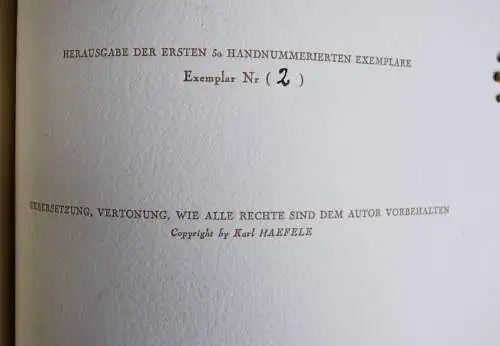 HERAUSGABE DER ERSTEN 50 HANDNUMMERIERTEN EXEMPLARE
Exemplar Nr ( 2 )
UEBERSETZUNG, VERTONUNG, WIE ALLE RECHTE SIND DEM AUTOR VORBEHALTEN
Copyright by Karl HAEFELE